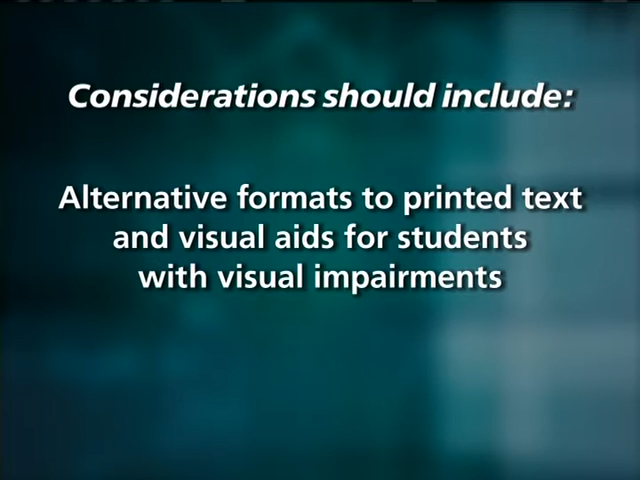 Considerations should include:
Alternative formats to printed text
and visual aids for students
with visual impairments